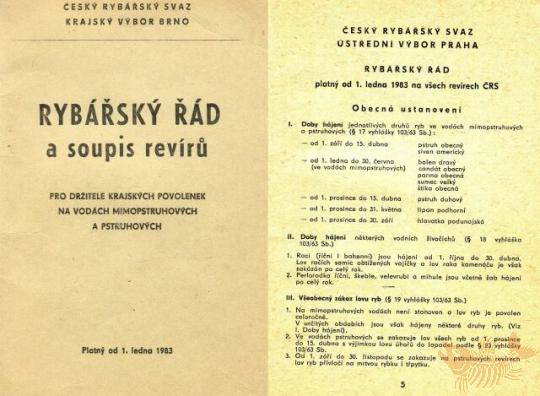 ČESKÝ RYBÁŘSKÝ SVAZ
KRAJSKÝ VÝBOR BRNO
RYBÁŘSKÝ ŘÁD
a soupis revírů
PRO DRŽITELE KRAJSKÝCH POVOLENEK
NA VODÁCH MIMOPSTRUHOVÝCH
A PSTRUHOVÝCH
Platný od 1. ledna 1983
ČESKÝ RYBÁŘSKÝ SVAZ
ÚSTŘEDNÍ VÝBOR PRAHA
RYBÁŘSKÝ ŘÁD
platný od 1. ledna 1983 na všech revírech ČRS
Obecná ustanovení
I. Doby hájení jednotlivých druhů ryb ve vodách mimopstruhových
a pstruhových (§ 17 vyhlášky 103/63 Sb.) :
— od 1. září do 15. dubna pstruh obecný
siven americký
— od 1. ledna do 30. června bolen dravý
(ve vodách mimopstruhových) candát obecný
parma obecná
sumec velký
štika obecná
— od 1. prosince do 15. dubna pstruh duhový
— od 1. prosince do 31. května lipan podhorní
— od 1. prosince do 30. září hlavatka podunajská
II. Doby hájení některých vodních živočichů (§ 18 vyhlášky
103/63 Sb.)
1. Raci (říční i bahenní) jsou hájeni od 1. října do 30. dubna.
Lov račích samic obtížených vajíčky a lov raka kamenáče je však
zakázán po celý rok.
2. Perlorodka říční, škeble, velevrubi a mihule jsou včetně žab hájeni
po celý rok.
III. Všeobecný zákaz lovu ryb (§ 19 vyhlášky 103/63 Sb.)
1. Na mimopstruhových vodách není stanoven a lov ryb je povolen
celoročně.
V určitých obdobích jsou však hájeny některé druhy ryb. (Viz
I. Doby hájení).
2. Ve vodách pstruhových se zakazuje lov všech ryb od 1. prosince
do 15. dubna s výjimkou lovu úhořů do lapadel podle § 23 vyhlášky
103/63 Sb.
3. Od 1. září do 30. listopadu se zakazuje na pstruhových revírech
lov přívlačí na mrtvou rybku i třpytku.
5